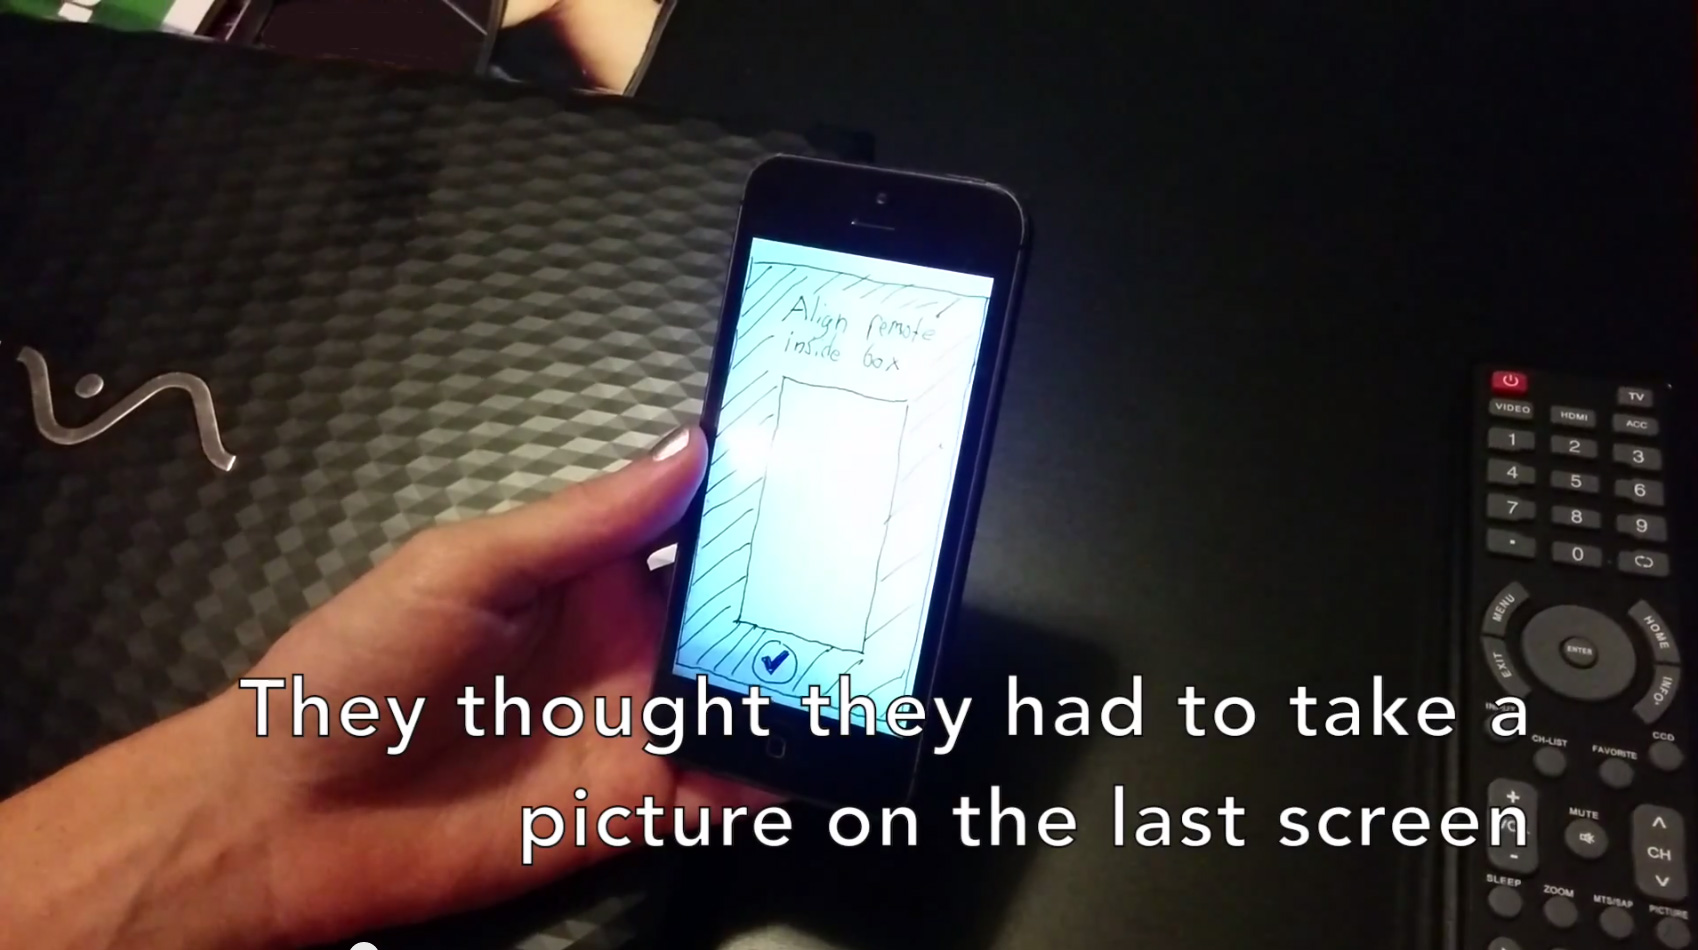 Align remote
inside box
They thought they had to take a
picture on the last screen
TV
VIDEO
HDMI
ACC
1
2
3
4
5
6
7
8
9
0
MENU
HOME
ENTER
EXIT
INFO
CH-LIST
FAVORITE
CCD
+
MUTE
CH
-
SLEEP
ZOOM
MTS/SAP
PICTURE